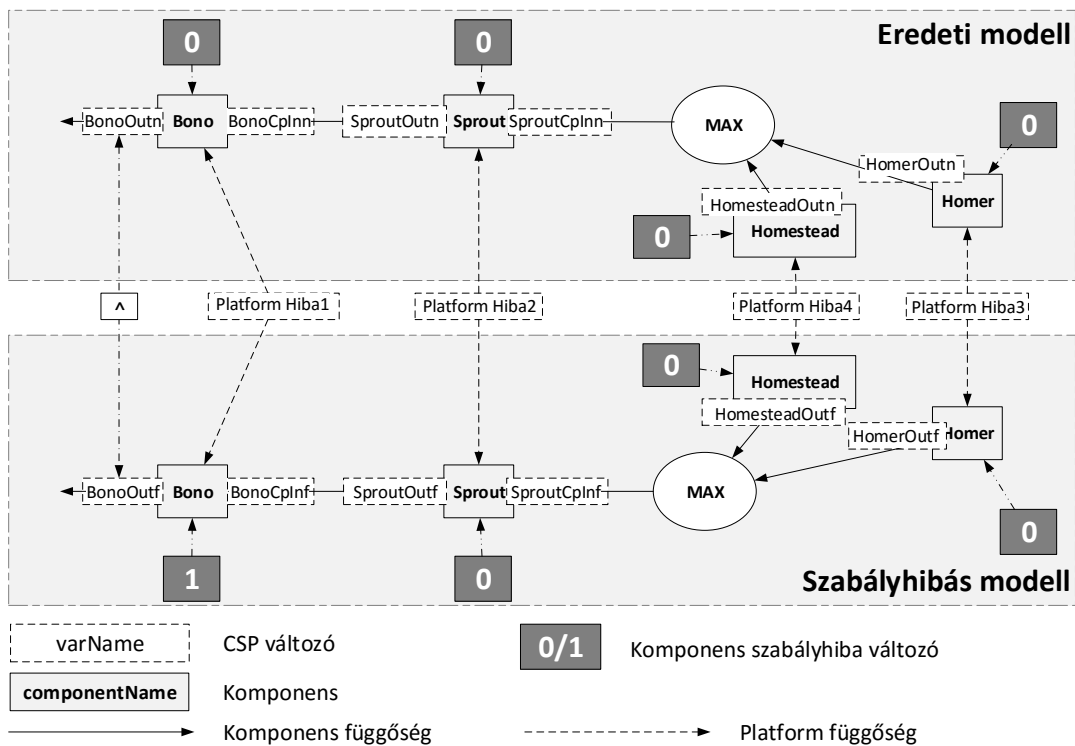 Eredeti modell
0
0
BonoOutn
Bono
BonoCpInn
SproutOutn
Sprout
SproutCpInn
MAX
0
HomerOutn
Homer
HomesteadOutn
0
Homestead
^
Platform Hiba1
Platform Hiba2
Platform Hiba4
Platform Hiba3
0
Homestead
HomesteadOutf
HomerOutf
Homer
BonoOutf
Bono
BonoCpInf
SproutOutf
Sprout
SproutCpInf
MAX
0
1
0
Szabályhibás modell
varName
CSP változó
0/1
Komponens szabályhiba változó
componentName
Komponens
Komponens függőség
Platform függőség